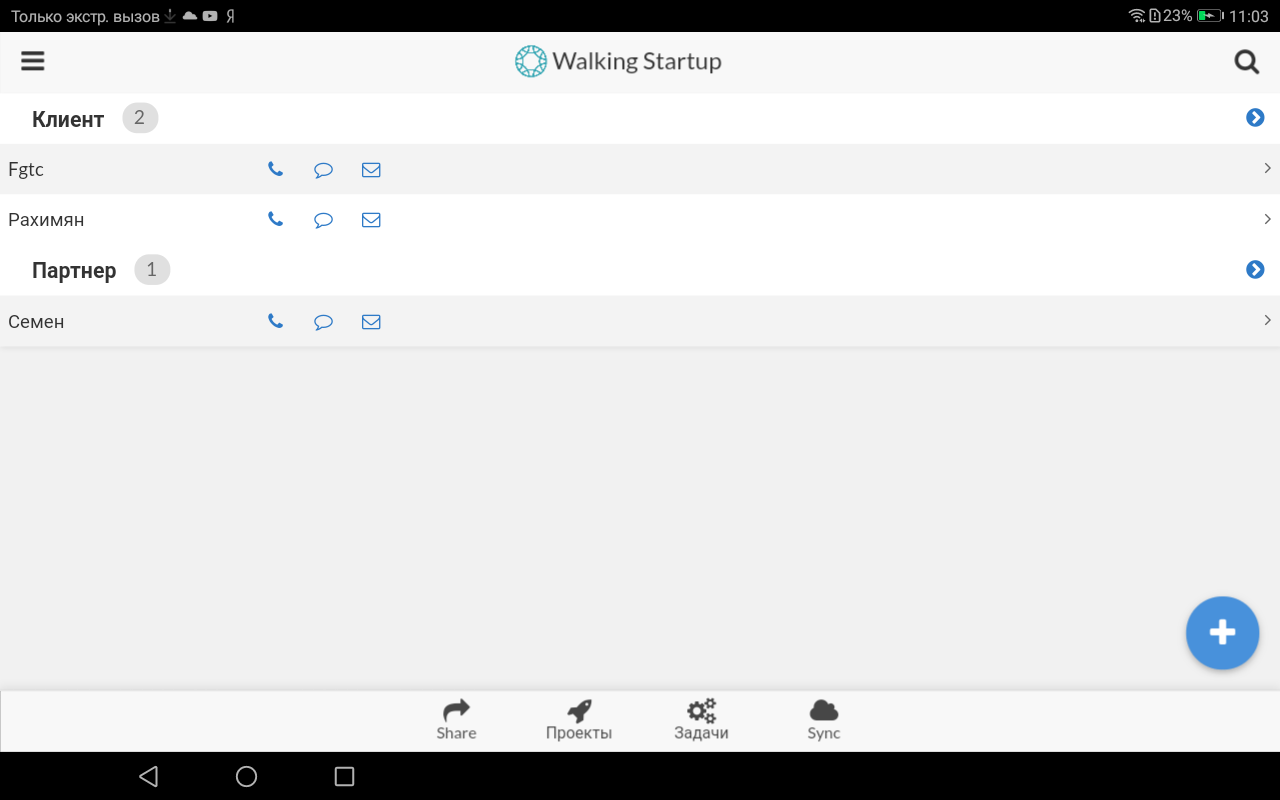 Только экстр. вызов 23% 11:03
Walking Startup
Клиент 2
Fgtc
Рахимян
Партнер 1
Семен
Share Проекты Задачи Sync